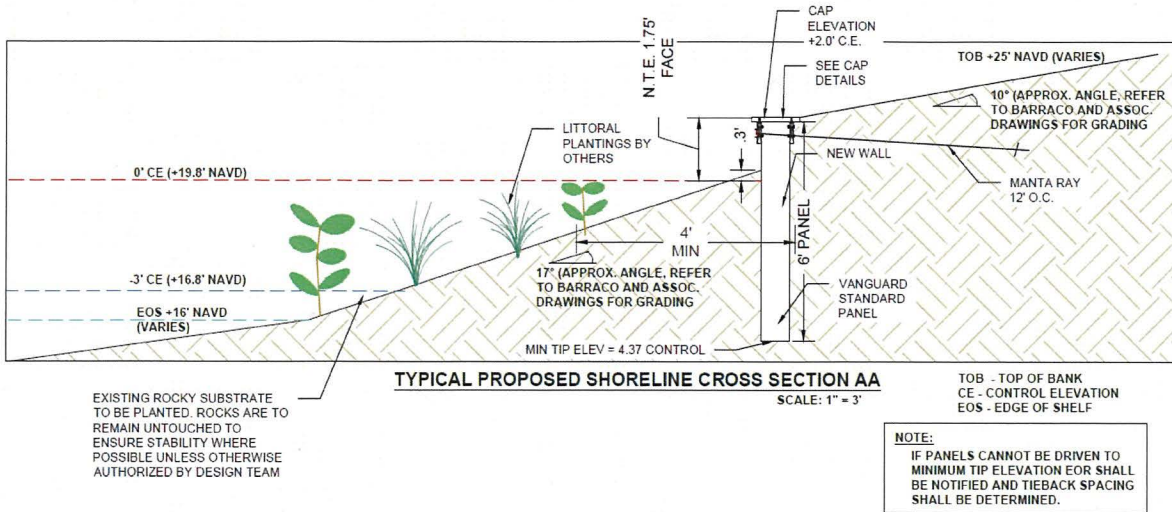 CAP
ELEVATION
+2.0' C.E.
N.T.E. 1.75'
FACE
SEE CAP
DETAILS
TOB +25' NAVD (VARIES)
10° (APPROX. ANGLE, REFER
TO BARRACO AND ASSOC.
DRAWINGS FOR GRADING
LITTORAL
PLANTINGS BY
OTHERS
.3'
NEW WALL
0' CE (+19.8' NAVD)
MANTA RAY
12' O.C.
4'
MIN
6' PANEL
17° (APPROX. ANGLE, REFER
TO BARRACO AND ASSOC.
DRAWINGS FOR GRADING
-3' CE (+16.8' NAVD)
VANGUARD
STANDARD
PANEL
EOS +16' NAVD
(VARIES)
MIN TIP ELEV = 4.37 CONTROL
TYPICAL PROPOSED SHORELINE CROSS SECTION AA
SCALE: 1" = 3'
TOB - TOP OF BANK
CE - CONTROL ELEVATION
EOS - EDGE OF SHELF
EXISTING ROCKY SUBSTRATE
TO BE PLANTED. ROCKS ARE TO
REMAIN UNTOUCHED TO
ENSURE STABILITY WHERE
POSSIBLE UNLESS OTHERWISE
AUTHORIZED BY DESIGN TEAM
NOTE:
IF PANELS CANNOT BE DRIVEN TO
MINIMUM TIP ELEVATION EOR SHALL
BE NOTIFIED AND TIEBACK SPACING
SHALL BE DETERMINED.